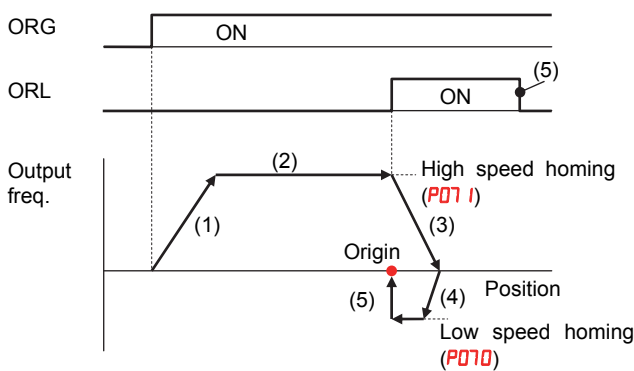 ORG
ON
ORL
ON
(5)
Output
freq.
(1)
(2)
High speed homing
(P071)
(3)
Origin
(5)
(4)
Position
Low speed homing
(P070)